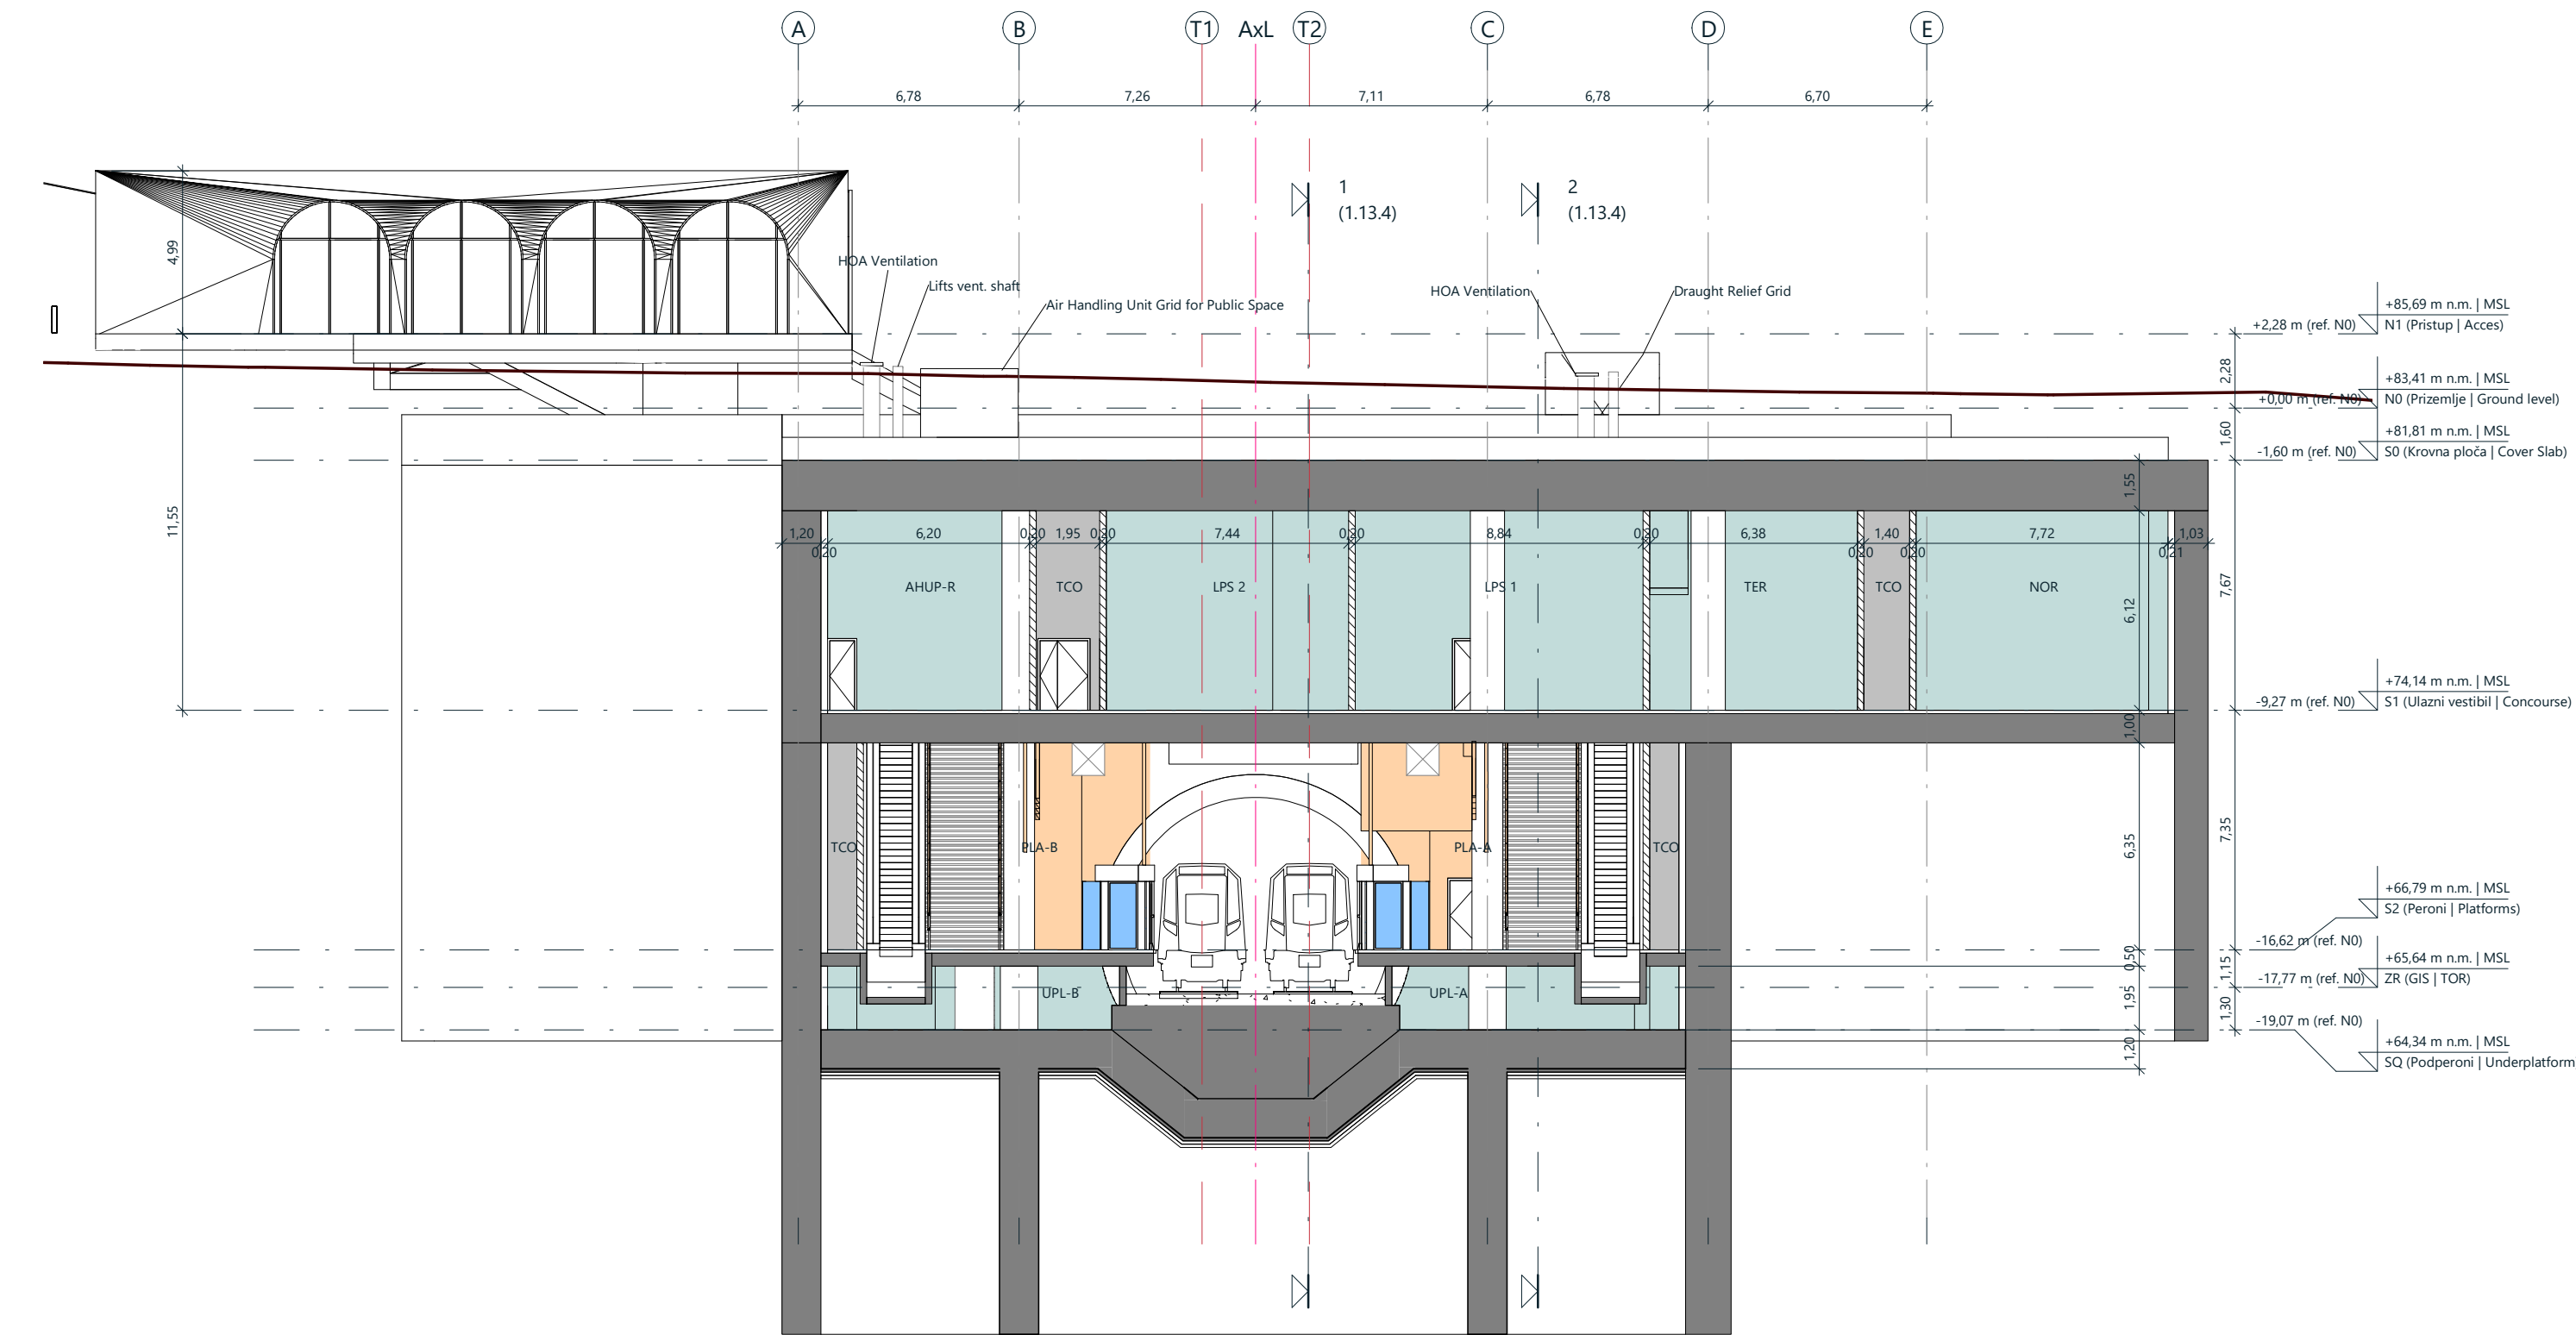 A
B
T1
AxL
T2
C
D
E
6,78
7,26
7,11
6,78
6,70
1
(1.13.4)
2
(1.13.4)
4,99
HOA Ventilation
Lifts vent. shaft
Air Handling Unit Grid for Public Space
HOA Ventilation
Draught Relief Grid
+85,69 m n.m. | MSL
+2,28 m (ref. N0)
N1 (Pristup | Acces)
2,28
+83,41 m n.m. | MSL
+0,00 m (ref. N0)
N0 (Prizemlje | Ground level)
1,60
+81,81 m n.m. | MSL
-1,60 m (ref. N0)
S0 (Krovna ploča | Cover Slab)
11,55
1,55
1,20
0,20
6,20
0,20
1,95
0,20
7,44
0,20
8,84
0,20
6,38
0,20
1,40
0,20
7,72
0,21
1,03
AHUP-R
TCO
LPS 2
LPS 1
TER
TCO
NOR
6,12
7,67
+74,14 m n.m. | MSL
-9,27 m (ref. N0)
S1 (Ulazni vestibil | Concourse)
1,00
TCO
PLA-B
PLA-A
TCO
6,35
7,35
+66,79 m n.m. | MSL
S2 (Peroni | Platforms)
-16,62 m (ref. N0)
0,50
1,15
+65,64 m n.m. | MSL
-17,77 m (ref. N0)
ZR (GIS | TOR)
UPL-B
UPL-A
1,95
1,30
-19,07 m (ref. N0)
1,20
+64,34 m n.m. | MSL
SQ (Podperoni | Underplatform